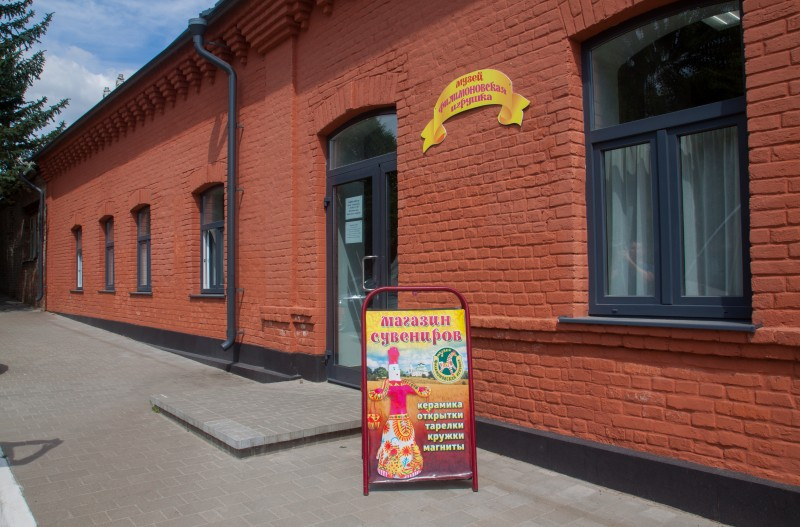 музей
филимоновская
игрушка
магазин
сувениров
керамика
открытки
тарелки
кружки
магниты